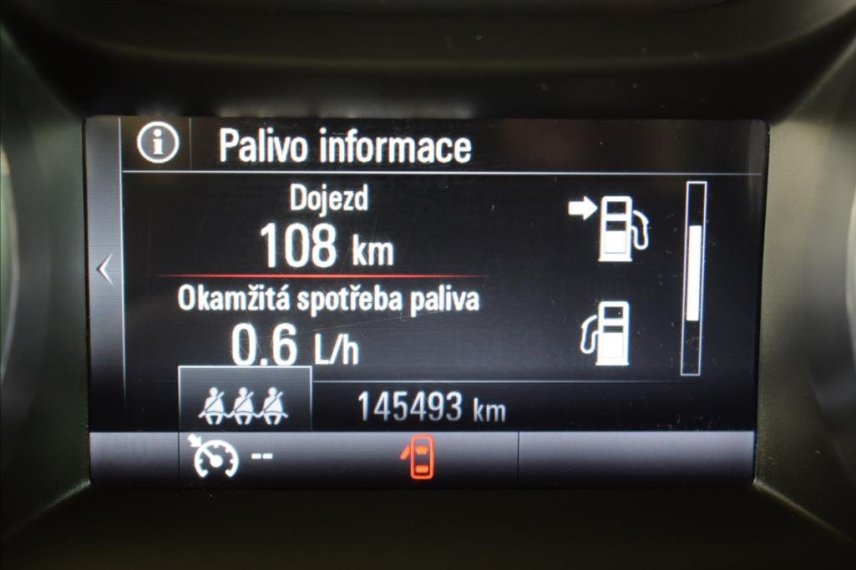 Palivo informace
Dojezd
108 km
Okamžitá spotřeba paliva
0.6 L/h
145493 km
--